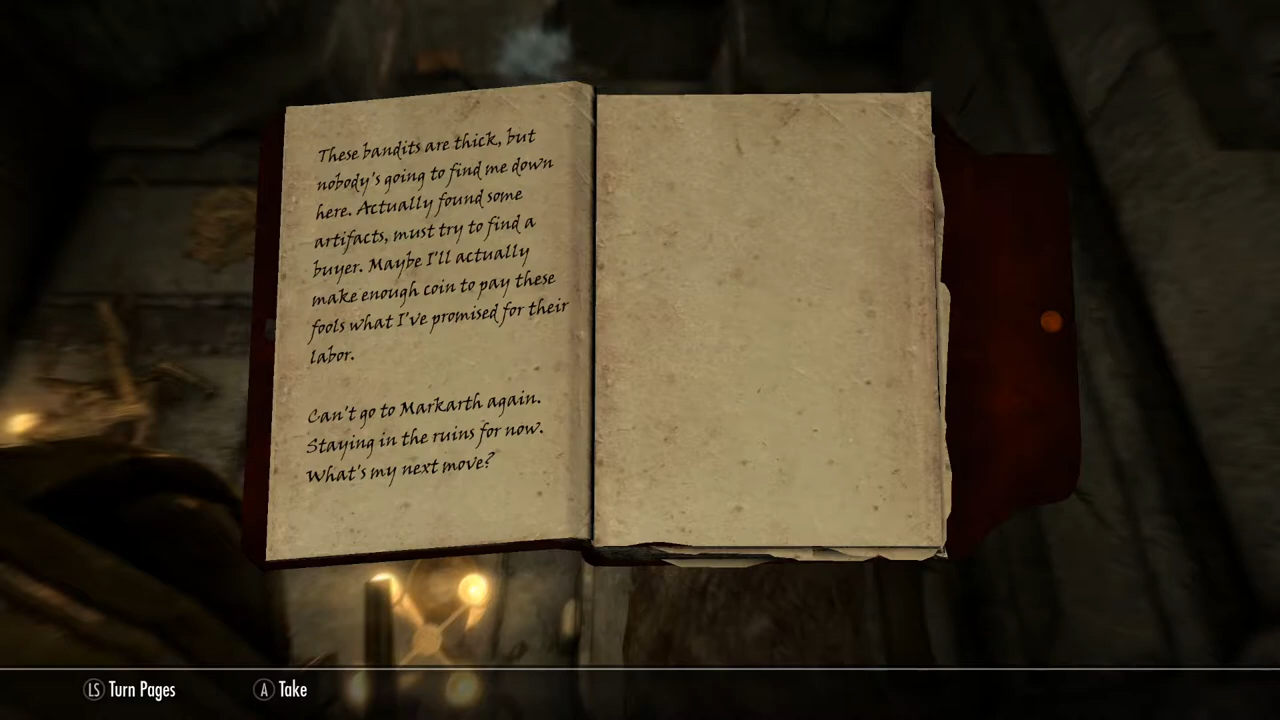 These bandits are thick, but
nobody's going to find me down
here. Actually found some
artifacts, must try to find a
buyer. Maybe I'll actually
make enough coin to pay these
fools what I've promised for their
labor.
Can't go to Markarth again.
Staying in the ruins for now.
What's my next move?
LS Turn Pages
A Take